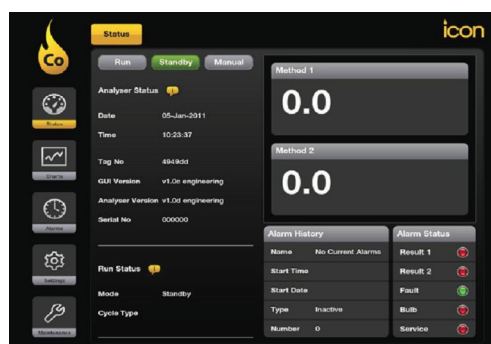 Status
icon
Co
Run
Standby
Manual
Analyser Status
Date 05-Jan-2011
Time 10:23:37
Tag No 4949dd
GUI Version v1.0c engineering
Analyser Version v1.0d engineering
Serial No 000000
Run Status
Mode Standby
Cycle Type
Status
Charts
Alarms
Settings
Maintenance
Method 1
0.0
Method 2
0.0
Alarm History
Name No Current Alarms
Start Time
Start Date
Type Inactive
Number 0
Alarm Status
Result 1
Result 2
Fault
Bulb
Service